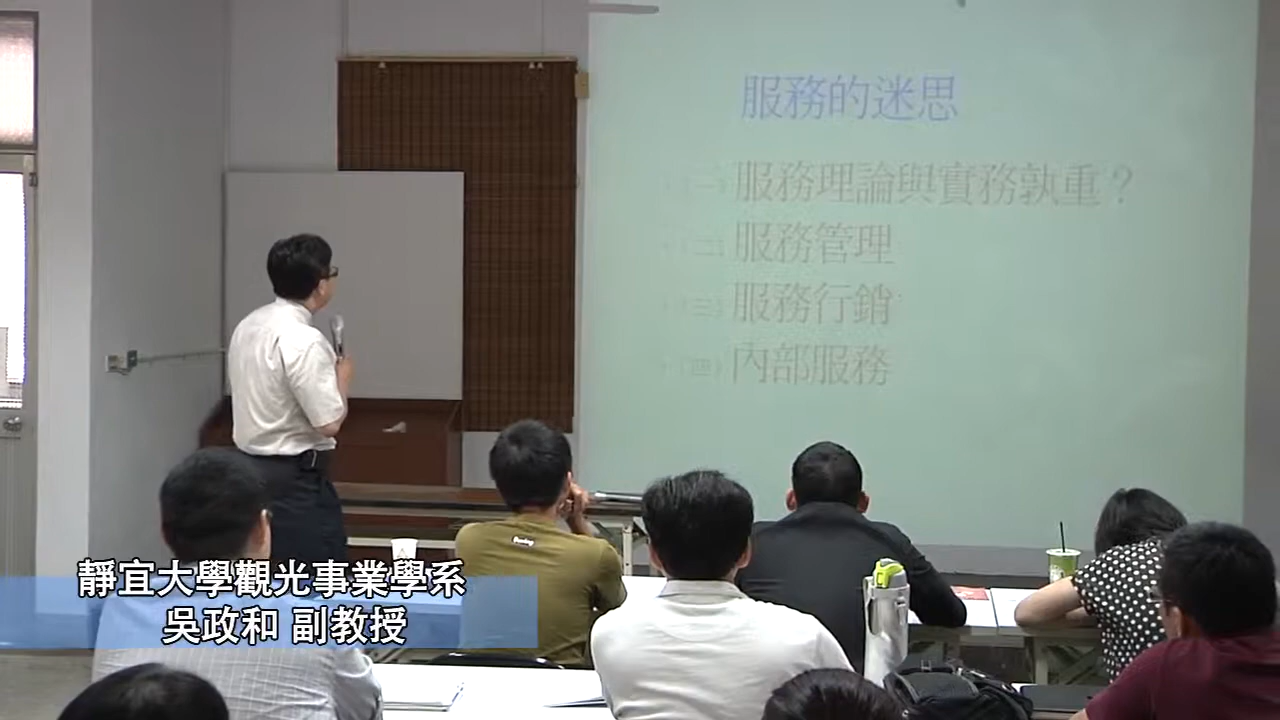 服務的迷思
(一) 服務理論與實務孰重？
(二) 服務管理
(三) 服務行銷
(四) 內部服務
靜宜大學觀光事業學系
吳政和 副教授